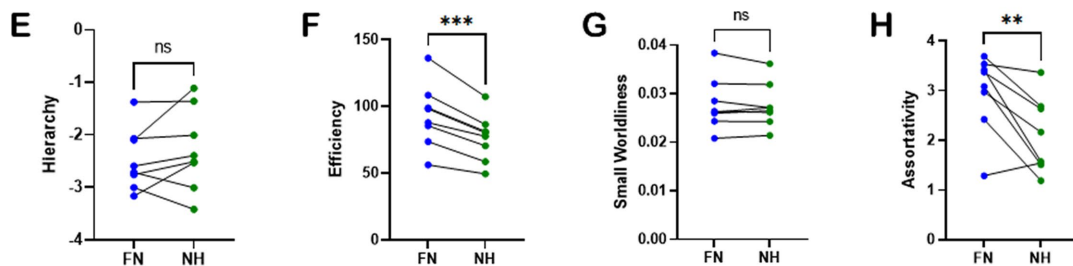 E
ns
0
-1
-2
-3
-4
Hierarchy
FN NH
F
***
150
100
50
0
Efficiency
FN NH
G
ns
0.04
0.03
0.02
0.01
0.00
Small Worldliness
FN NH
H
**
4
3
2
1
0
Assortativity
FN NH